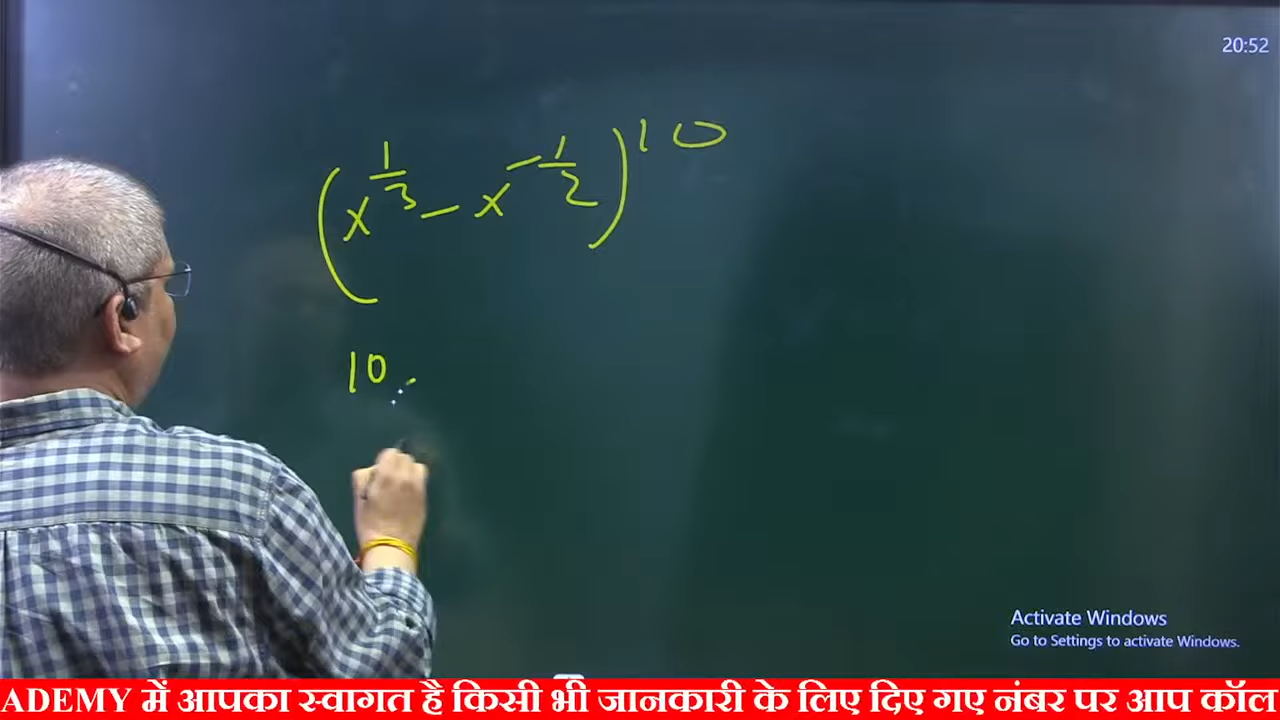 20:52
(x^{1/3} - x^{-1/2})^{10}
10
Activate Windows
Go to Settings to activate Windows.
ADEMY में आपका स्वागत है किसी भी जानकारी के लिए दिए गए नंबर पर आप कॉल